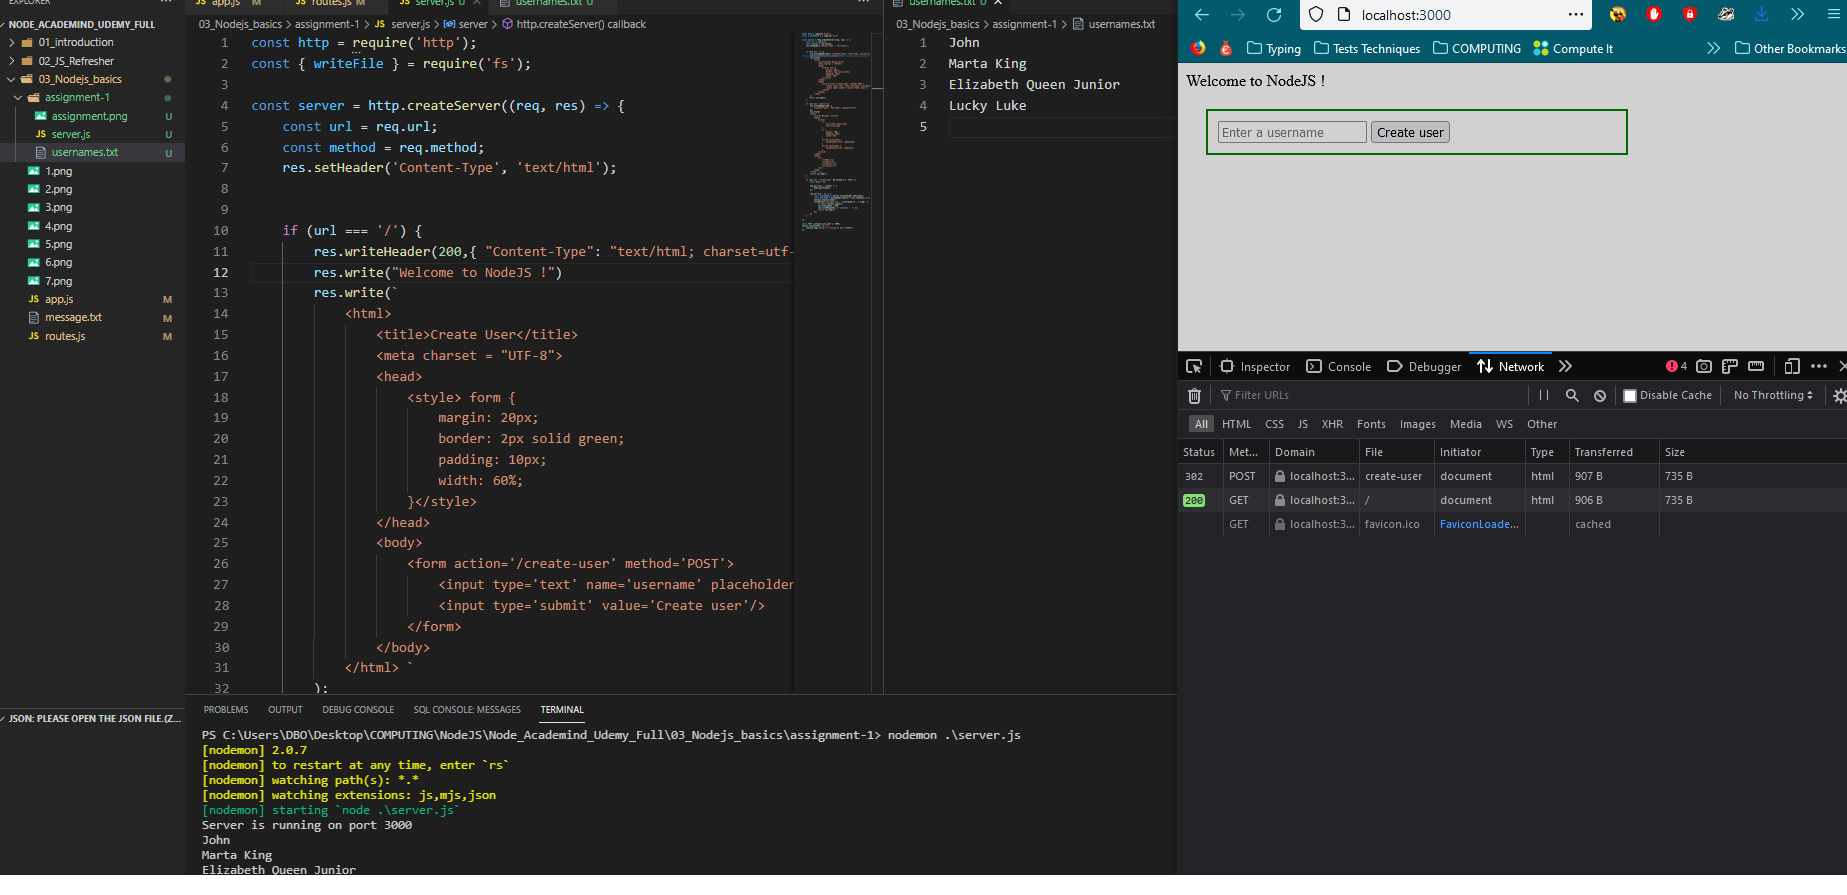 EXPLORER
NODE_ACADEMIND_UDEMY_FULL
01_introduction
02_JS_Refresher
03_Nodejs_basics
assignment-1
assignment.png U
JS server.js U
usernames.txt U
1.png
2.png
3.png
4.png
5.png
6.png
7.png
JS app.js M
message.txt M
JS routes.js M
JSON: PLEASE OPEN THE JSON FILE.(Z...
JS app.js M
JS routes.js M
JS server.js U
usernames.txt U
03_Nodejs_basics > assignment-1 > JS server.js > server > http.createServer() callback
1 const http = require('http');
2 const { writeFile } = require('fs');
3
4 const server = http.createServer((req, res) => {
5 const url = req.url;
6 const method = req.method;
7 res.setHeader('Content-Type', 'text/html');
8
9
10 if (url === '/') {
11 res.writeHeader(200,{ "Content-Type": "text/html; charset=utf-
12 res.write("Welcome to NodeJS !")
13 res.write(`
14 <html>
15 <title>Create User</title>
16 <meta charset = "UTF-8">
17 <head>
18 <style> form {
19 margin: 20px;
20 border: 2px solid green;
21 padding: 10px;
22 width: 60%;
23 }</style>
24 </head>
25 <body>
26 <form action='/create-user' method='POST'>
27 <input type='text' name='username' placeholder
28 <input type='submit' value='Create user'/>
29 </form>
30 </body>
31 </html> `
32 );
usernames.txt U
03_Nodejs_basics > assignment-1 > usernames.txt
1 John
2 Marta King
3 Elizabeth Queen Junior
4 Lucky Luke
5
PROBLEMS OUTPUT DEBUG CONSOLE SQL CONSOLE: MESSAGES TERMINAL
PS C:\Users\DBO\Desktop\COMPUTING\NodeJS\Node_Academind_Udemy_Full\03_Nodejs_basics\assignment-1> nodemon .\server.js
[nodemon] 2.0.7
[nodemon] to restart at any time, enter `rs`
[nodemon] watching path(s): *.*
[nodemon] watching extensions: js,mjs,json
[nodemon] starting `node .\server.js`
Server is running on port 3000
John
Marta King
Elizabeth Queen Junior
localhost:3000
Typing Tests Techniques COMPUTING Compute It Other Bookmarks
Welcome to NodeJS !
Enter a username Create user
Inspector Console Debugger Network 4
Filter URLs Disable Cache No Throttling
All HTML CSS JS XHR Fonts Images Media WS Other
Status Met... Domain File Initiator Type Transferred Size
302 POST localhost:3... create-user document html 907 B 735 B
200 GET localhost:3... / document html 906 B 735 B
GET localhost:3... favicon.ico FaviconLoade... cached